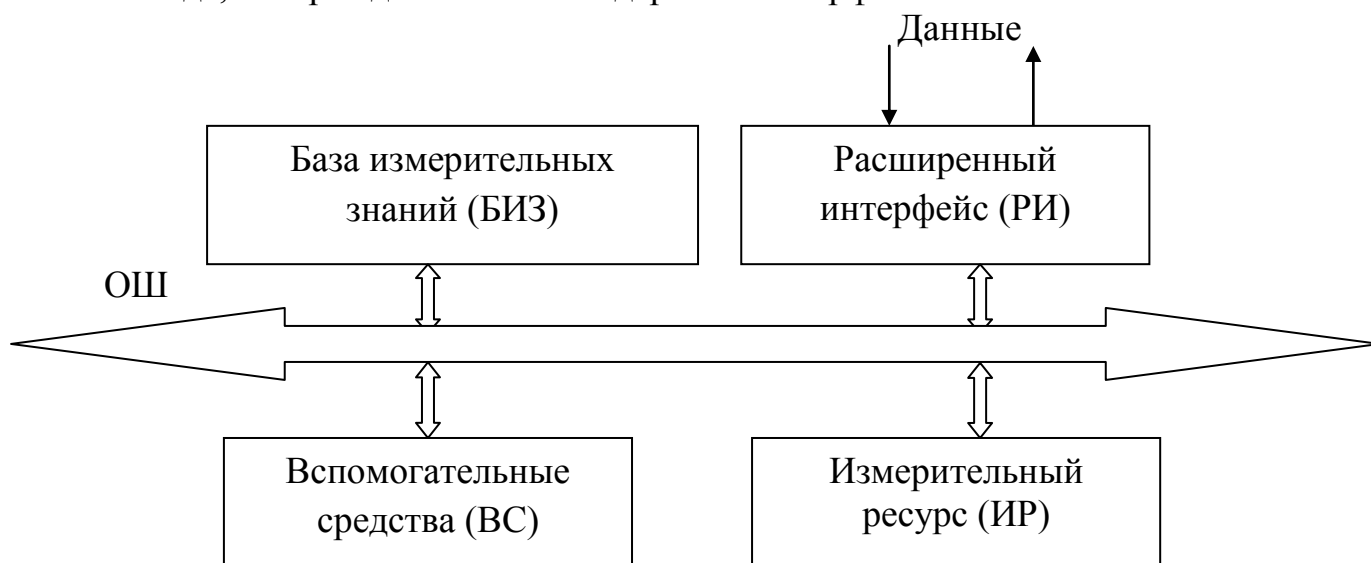 Данные
База измерительных
знаний (БИЗ)
Расширенный
интерфейс (РИ)
ОШ
Вспомогательные
средства (ВС)
Измерительный
ресурс (ИР)